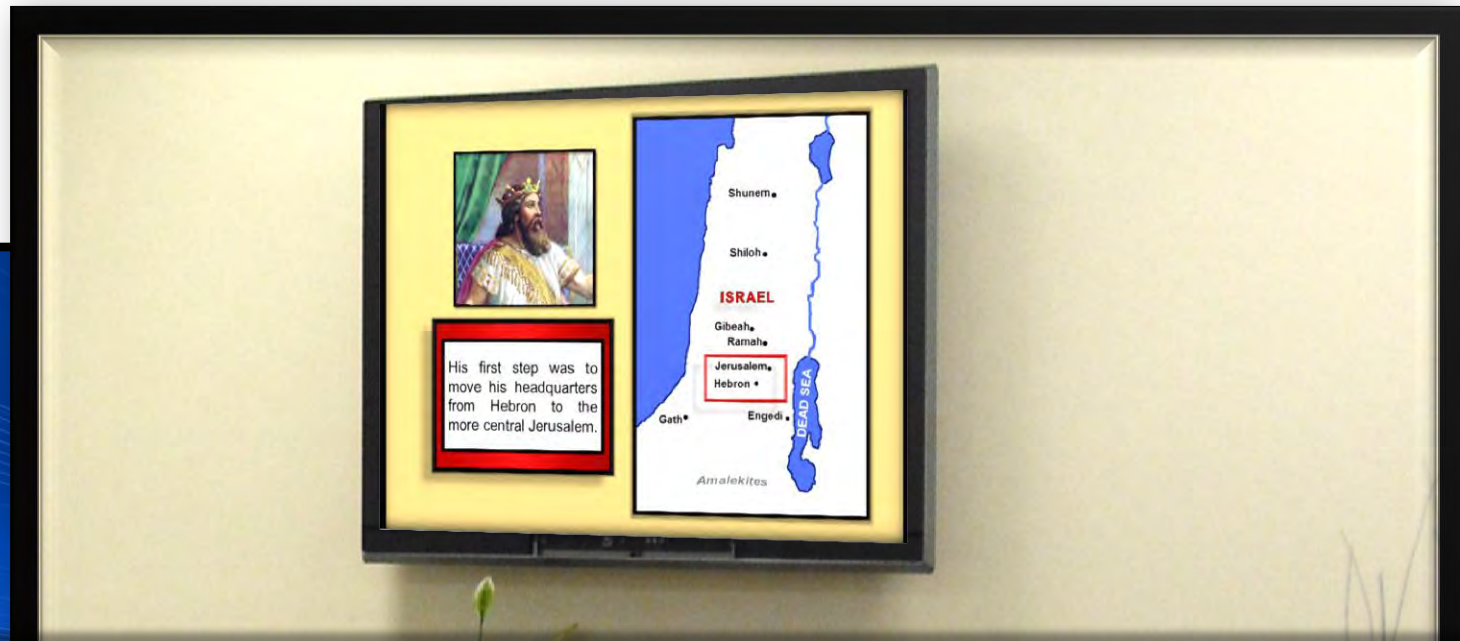 His first step was to
move his headquarters
from Hebron to the
more central Jerusalem.
Shunem
Shiloh
ISRAEL
Gibeah
Ramah
Jerusalem
Hebron
Gath
Engedi
DEAD SEA
Amalekites